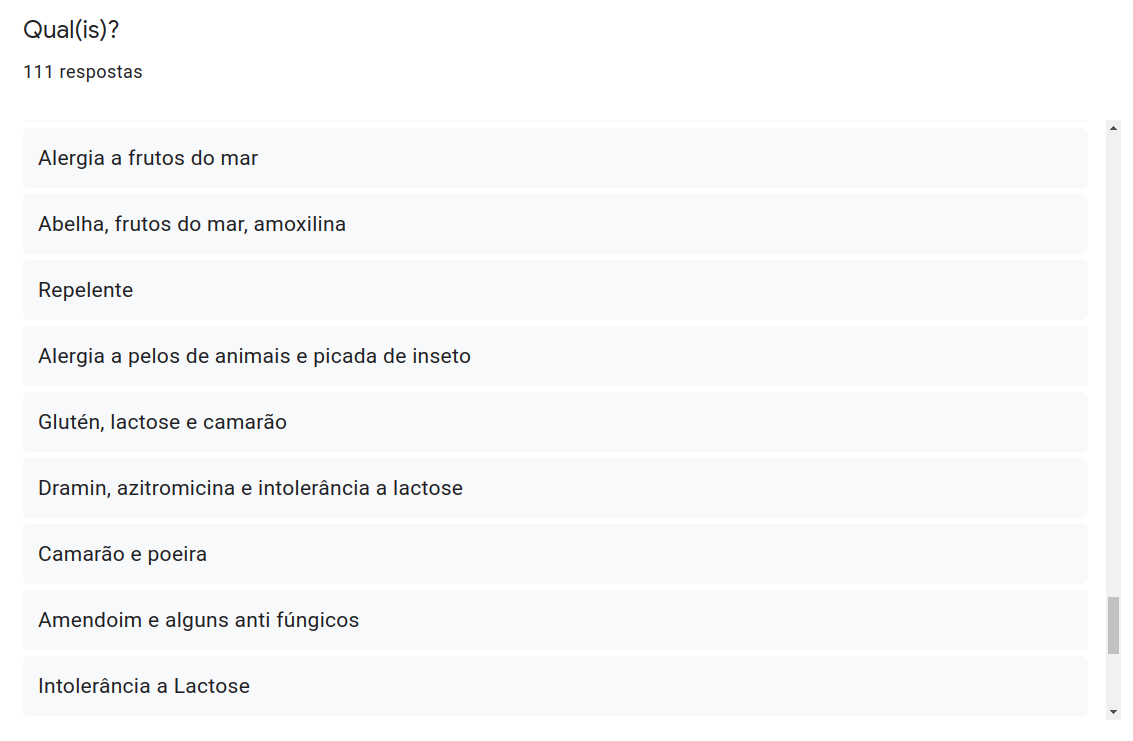 Qual(is)?
111 respostas
Alergia a frutos do mar
Abelha, frutos do mar, amoxilina
Repelente
Alergia a pelos de animais e picada de inseto
Glutén, lactose e camarão
Dramin, azitromicina e intolerância a lactose
Camarão e poeira
Amendoim e alguns anti fúngicos
Intolerância a Lactose